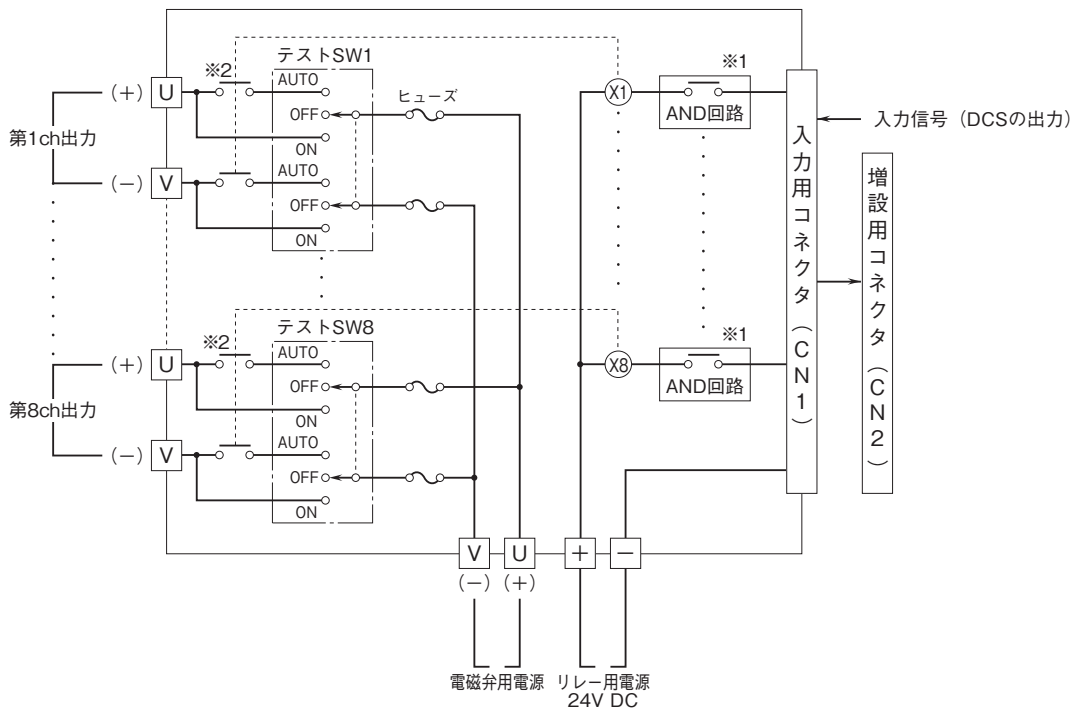 テストSW1
※2
※1
(+)
U
AUTO
ヒューズ
X1
OFF
AND回路
入力信号（DCSの出力）
第1ch出力
ON
(−)
V
AUTO
OFF
ON
入力用コネクタ（CN1）
増設用コネクタ（CN2）
テストSW8
※2
※1
(+)
U
AUTO
X8
OFF
AND回路
第8ch出力
ON
(−)
V
AUTO
OFF
ON
V
U
+
−
(−)
(+)
電磁弁用電源
リレー用電源
24V DC